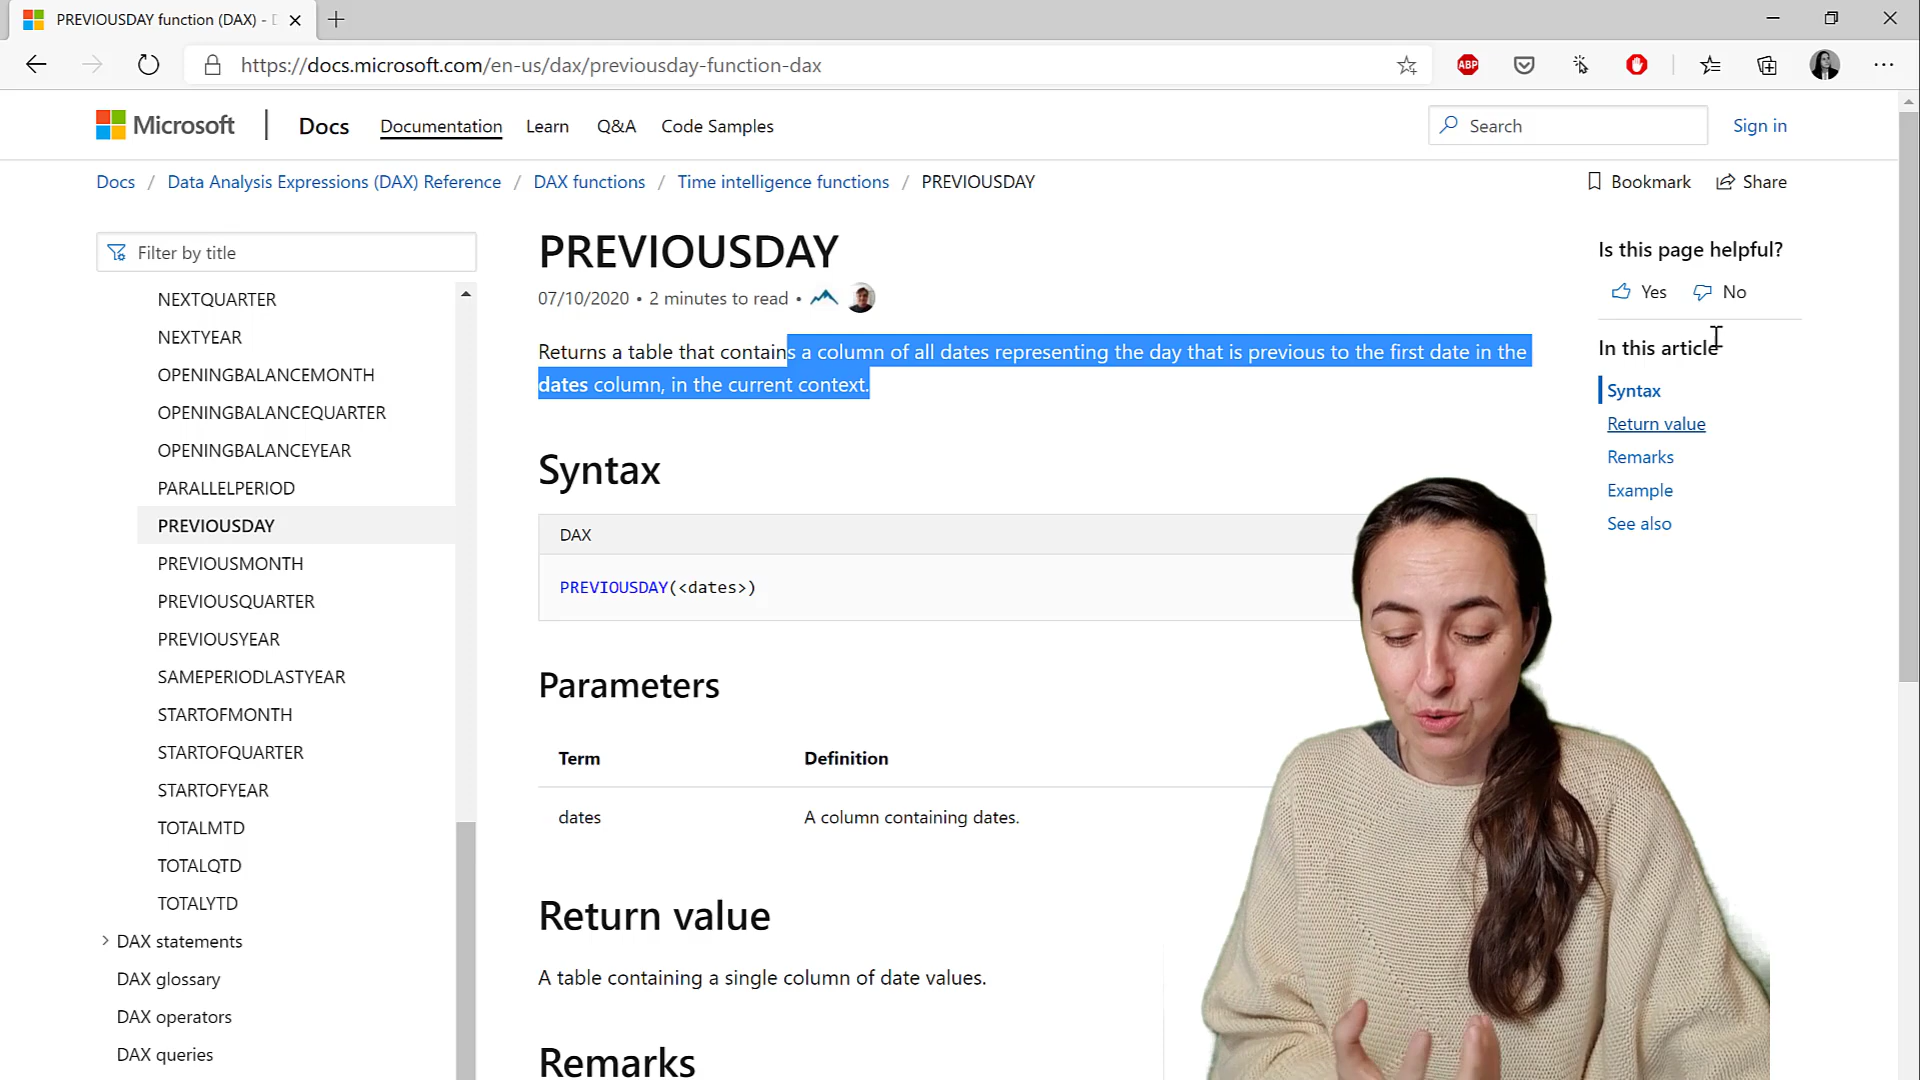 PREVIOUSDAY function (DAX) - D
https://docs.microsoft.com/en-us/dax/previousday-function-dax
ABP
Microsoft
Docs
Documentation
Learn
Q&A
Code Samples
Search
Sign in
Docs / Data Analysis Expressions (DAX) Reference / DAX functions / Time intelligence functions / PREVIOUSDAY
Bookmark
Share
Filter by title
NEXTQUARTER
NEXTYEAR
OPENINGBALANCEMONTH
OPENINGBALANCEQUARTER
OPENINGBALANCEYEAR
PARALLELPERIOD
PREVIOUSDAY
PREVIOUSMONTH
PREVIOUSQUARTER
PREVIOUSYEAR
SAMEPERIODLASTYEAR
STARTOFMONTH
STARTOFQUARTER
STARTOFYEAR
TOTALMTD
TOTALQTD
TOTALYTD
DAX statements
DAX glossary
DAX operators
DAX queries
PREVIOUSDAY
07/10/2020 • 2 minutes to read •
Returns a table that contains a column of all dates representing the day that is previous to the first date in the
dates column, in the current context.
Syntax
DAX
PREVIOUSDAY(<dates>)
Parameters
Term Definition
dates A column containing dates.
Return value
A table containing a single column of date values.
Remarks
Is this page helpful?
Yes
No
In this article
Syntax
Return value
Remarks
Example
See also